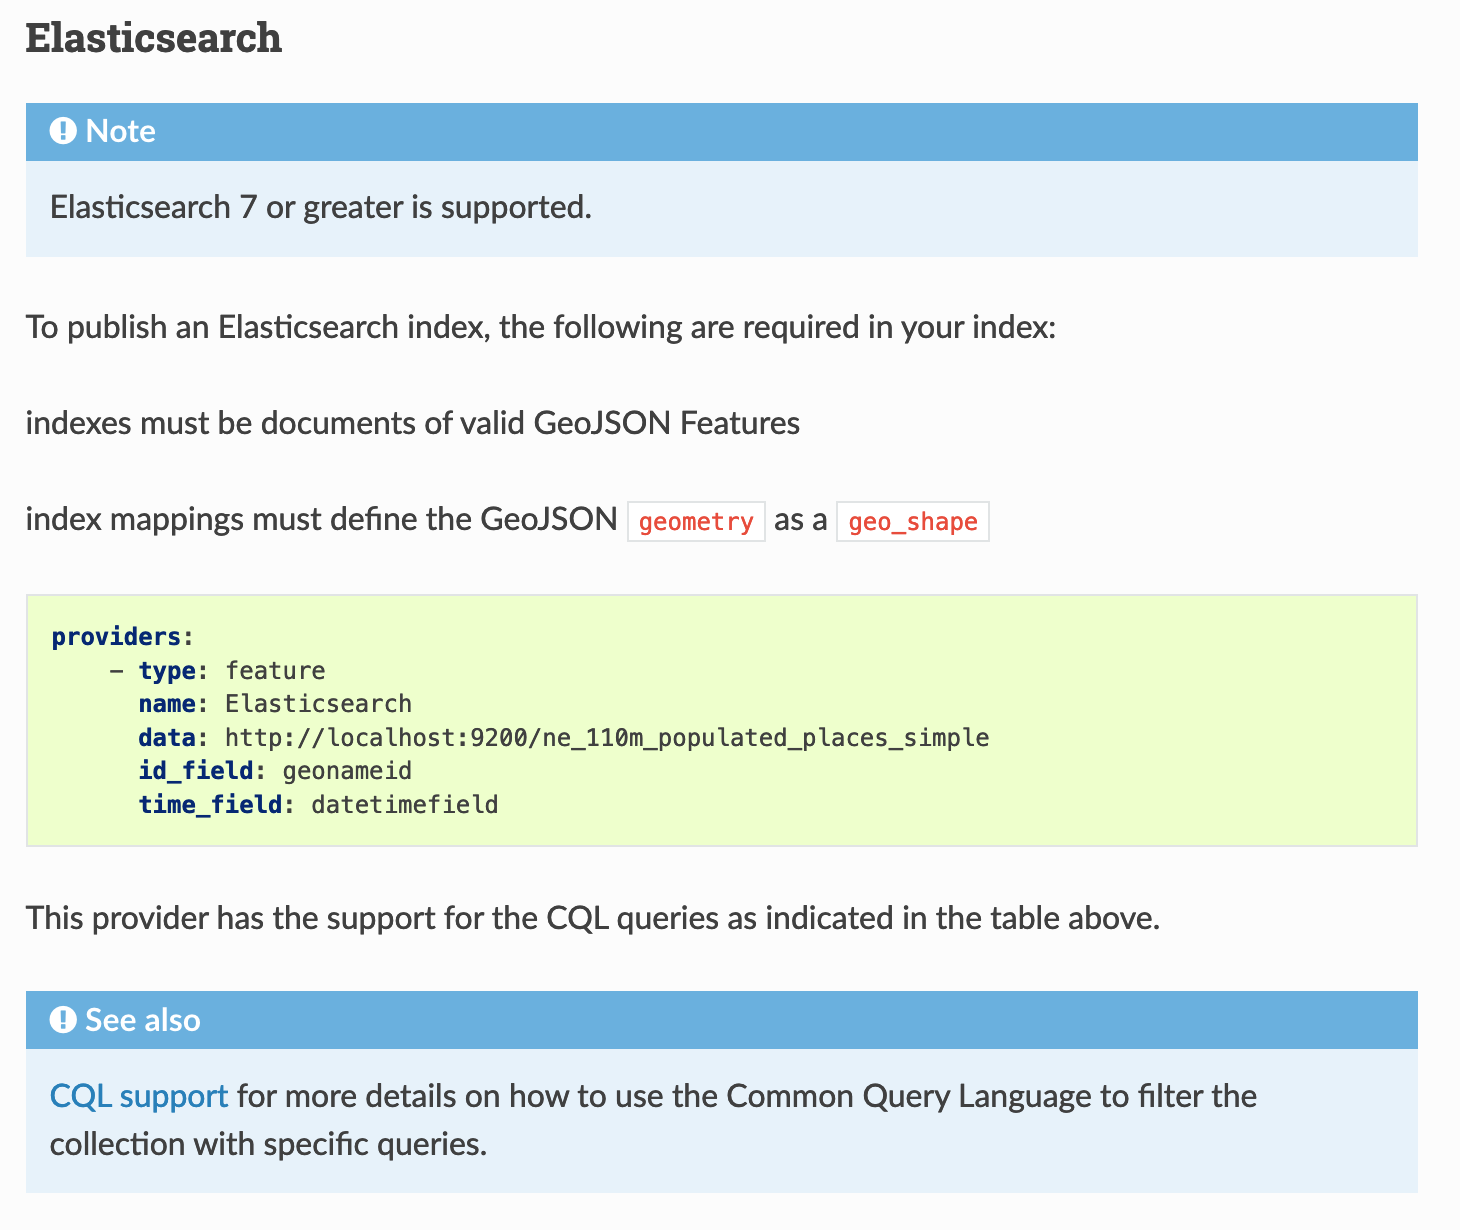 Elasticsearch
Note
Elasticsearch 7 or greater is supported.
To publish an Elasticsearch index, the following are required in your index:
indexes must be documents of valid GeoJSON Features
index mappings must define the GeoJSON geometry as a geo_shape
providers:
    - type: feature
      name: Elasticsearch
      data: http://localhost:9200/ne_110m_populated_places_simple
      id_field: geonameid
      time_field: datetimefield
This provider has the support for the CQL queries as indicated in the table above.
See also
CQL support for more details on how to use the Common Query Language to filter the
collection with specific queries.